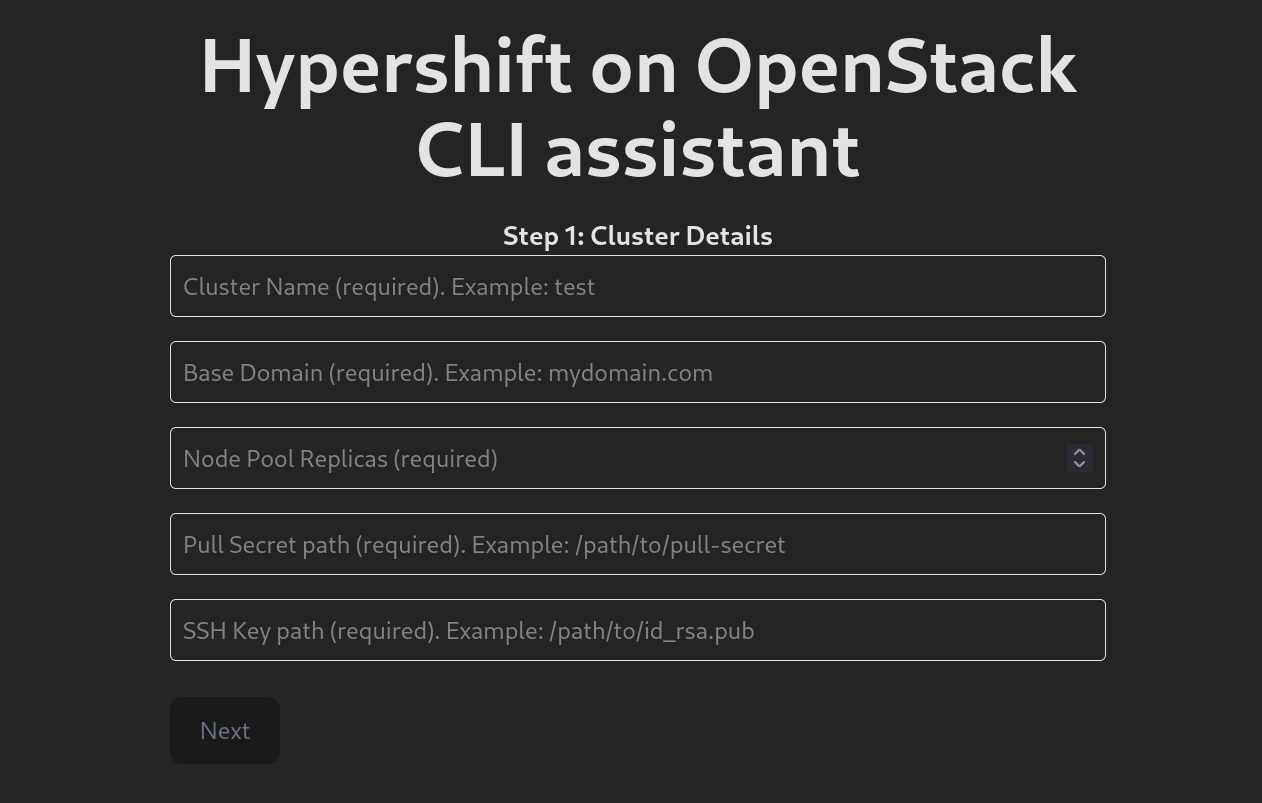 Hypershift on OpenStack
CLI assistant
Step 1: Cluster Details
Cluster Name (required). Example: test
Base Domain (required). Example: mydomain.com
Node Pool Replicas (required)
Pull Secret path (required). Example: /path/to/pull-secret
SSH Key path (required). Example: /path/to/id_rsa.pub
Next